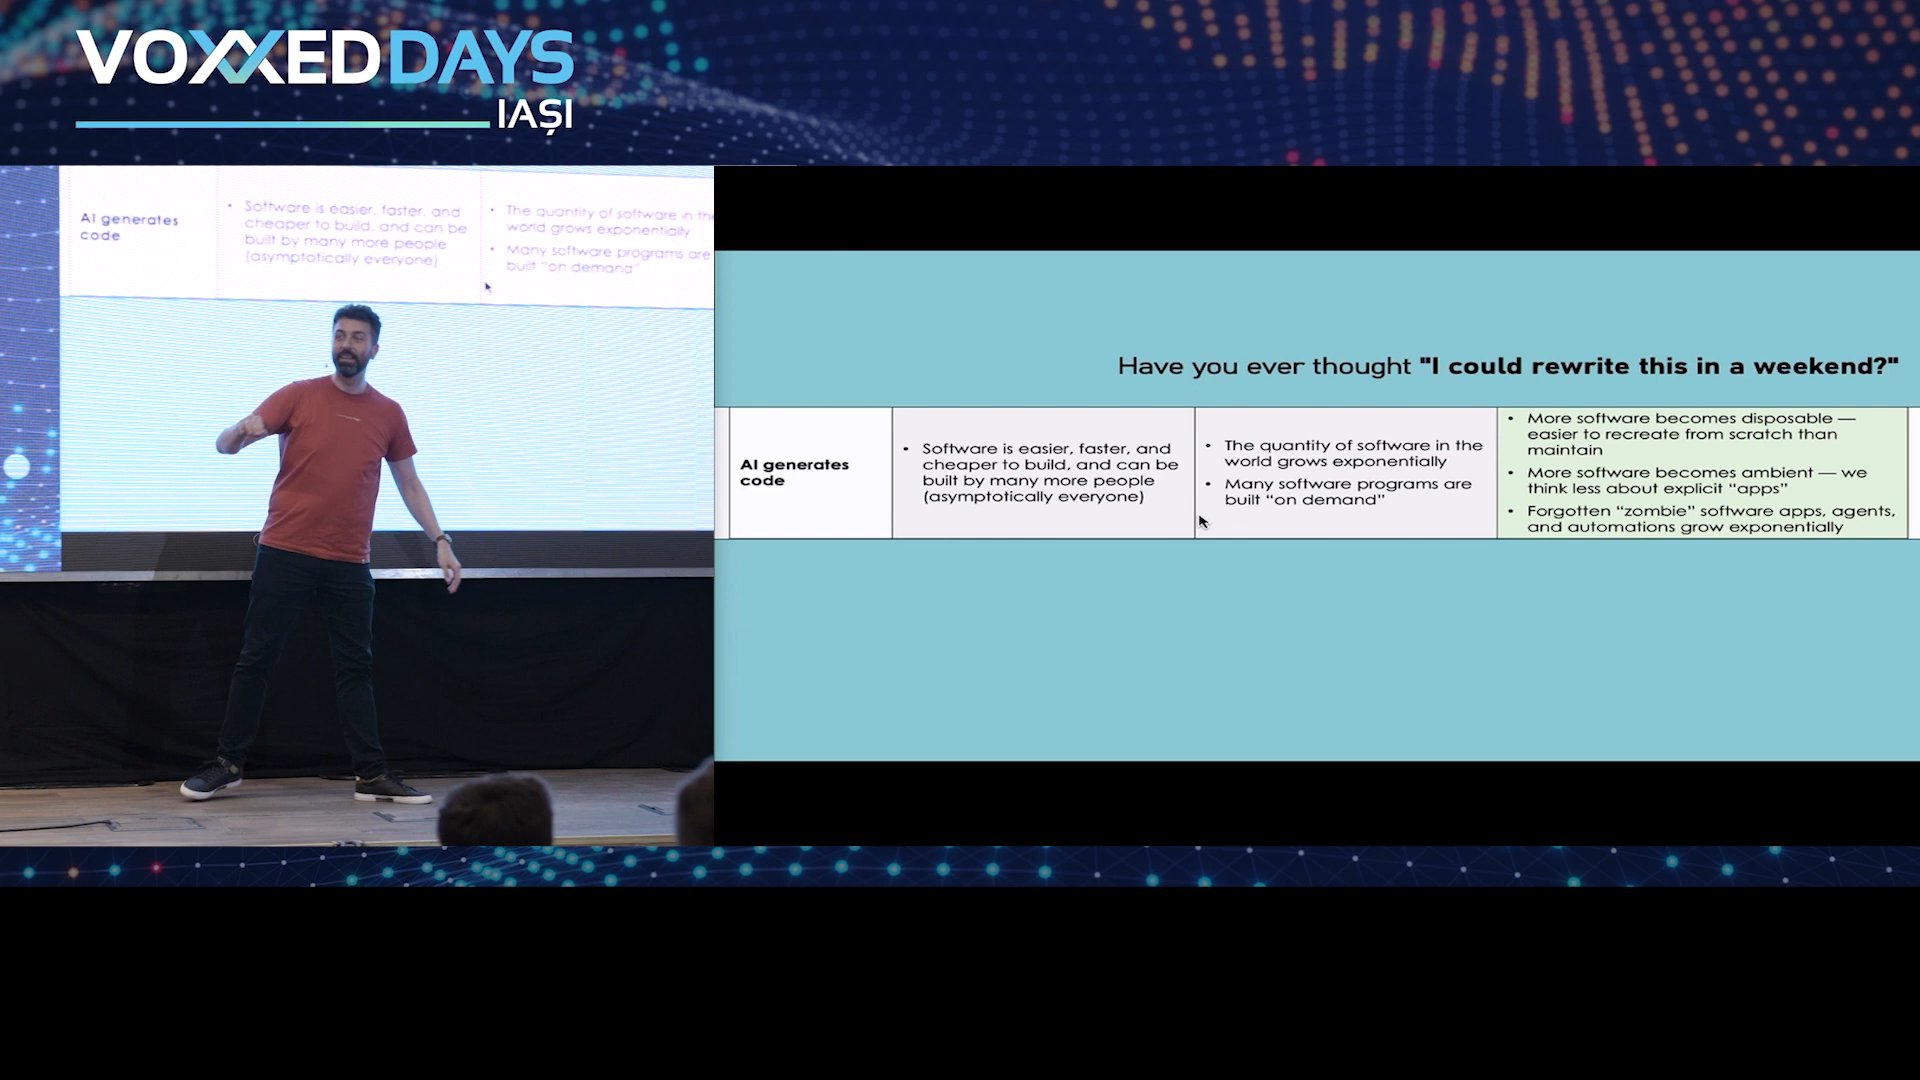 VOXXEDDAYS
IAȘI
AI generates
code
• Software is easier, faster, and
cheaper to build, and can be
built by many more people
(asymptotically everyone)
• The quantity of software in the
world grows exponentially
• Many software programs are
built “on demand”
Have you ever thought "I could rewrite this in a weekend?"
AI generates
code
• Software is easier, faster, and
cheaper to build, and can be
built by many more people
(asymptotically everyone)
• The quantity of software in the
world grows exponentially
• Many software programs are
built “on demand”
• More software becomes disposable —
easier to recreate from scratch than
maintain
• More software becomes ambient — we
think less about explicit “apps”
• Forgotten “zombie” software apps, agents,
and automations grow exponentially